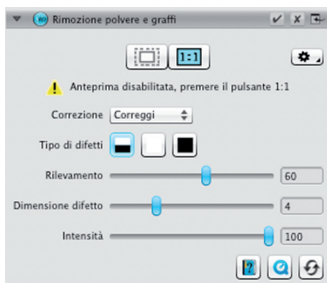 Rimozione polvere e graffi
1:1
Anteprima disabilitata, premere il pulsante 1:1
Correzione Correggi
Tipo di difetti
Rilevamento 60
Dimensione difetto 4
Intensità 100
?